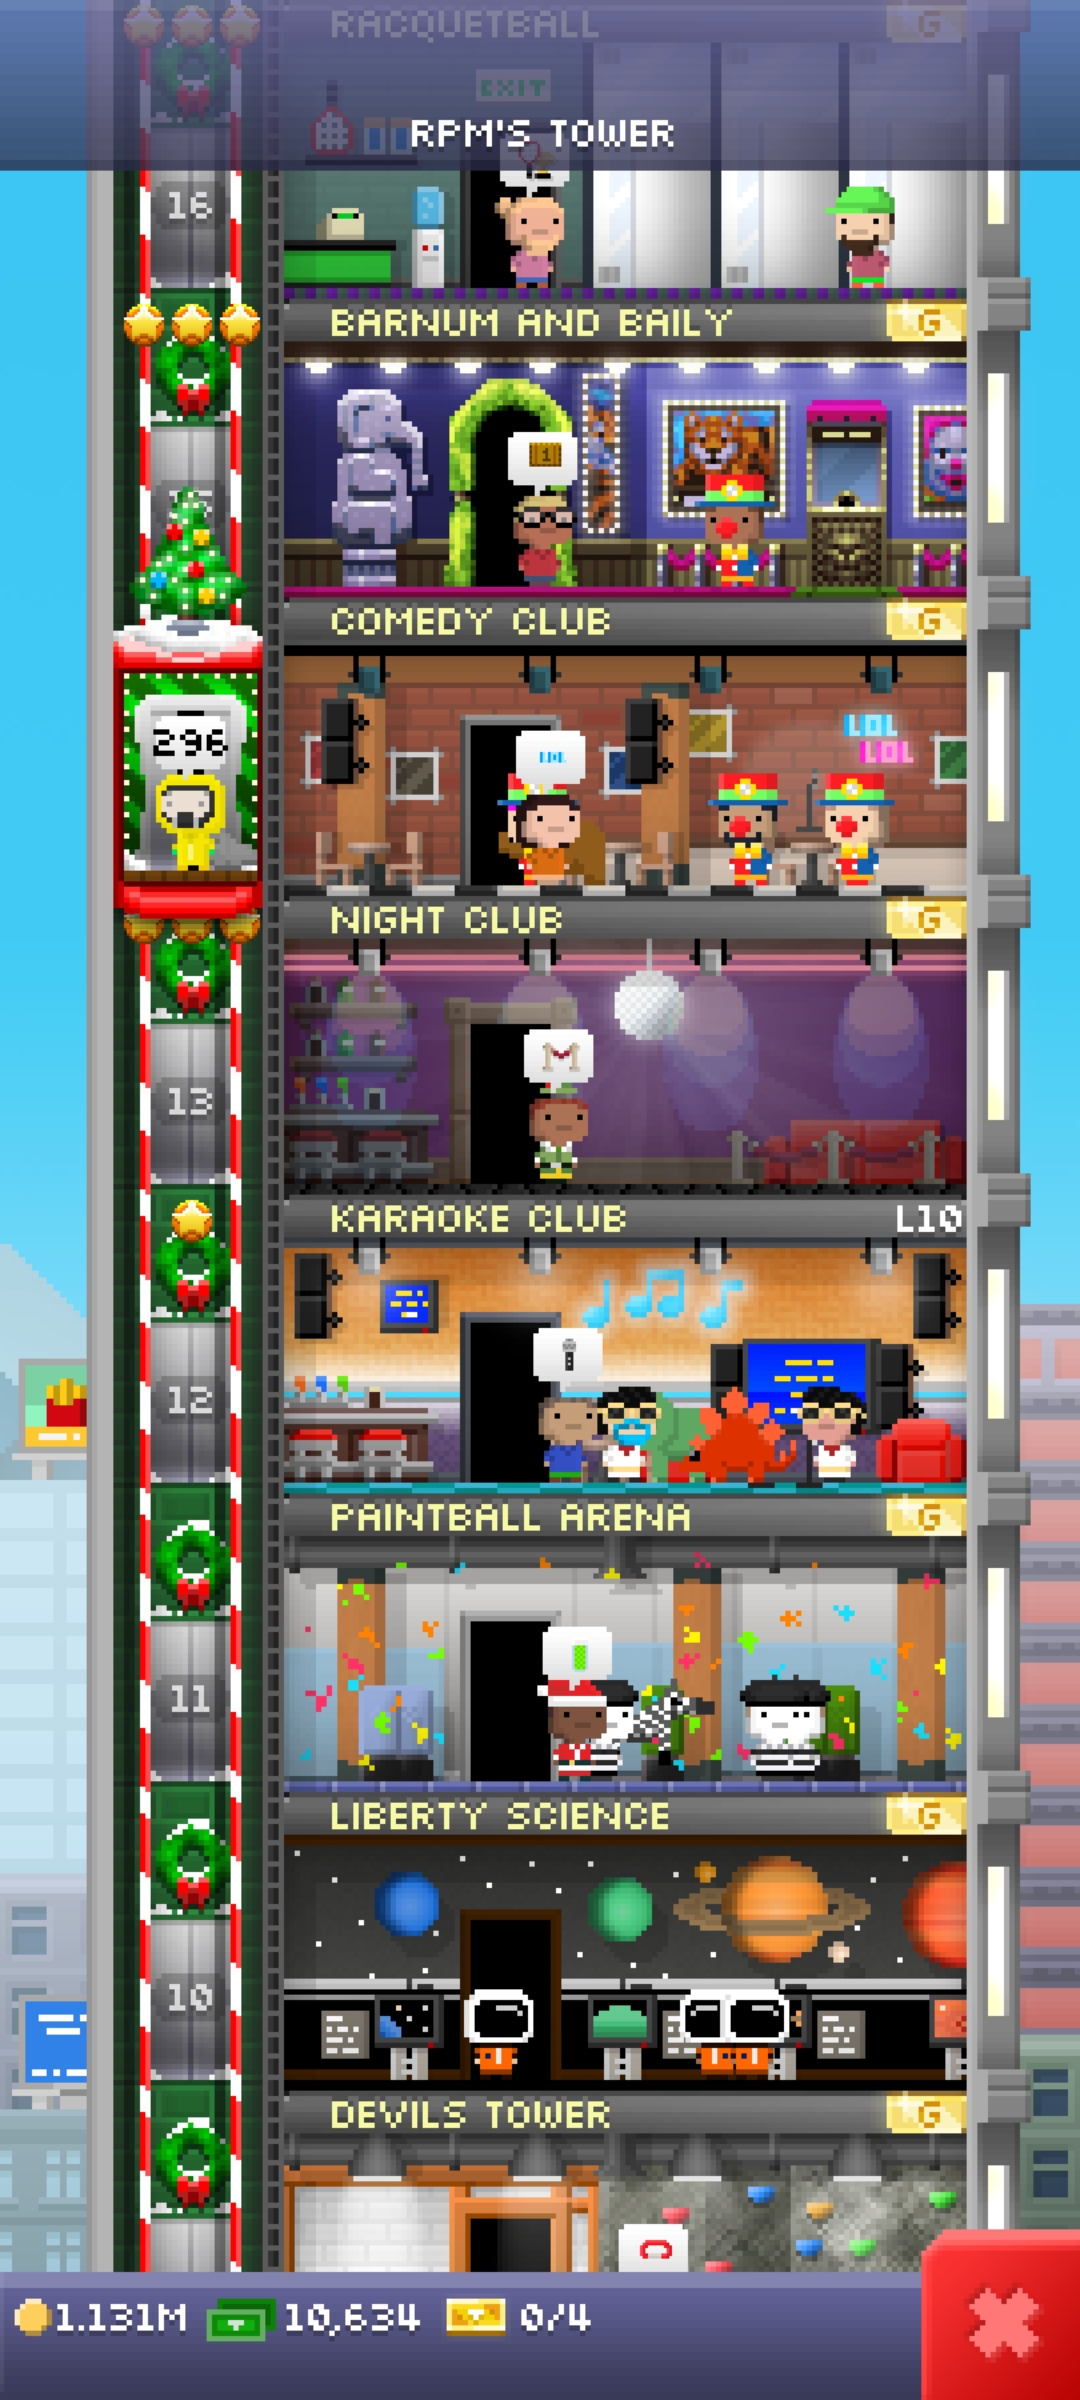 RACQUETBALL
G
EXIT
RPM'S TOWER
16
BARNUM AND BAILY
G
1
COMEDY CLUB
G
LOL
LOL
LOL
296
NIGHT CLUB
G
M
13
KARAOKE CLUB
L10
12
PAINTBALL ARENA
G
11
LIBERTY SCIENCE
G
10
DEVILS TOWER
G
1.131M
10,634
0/4